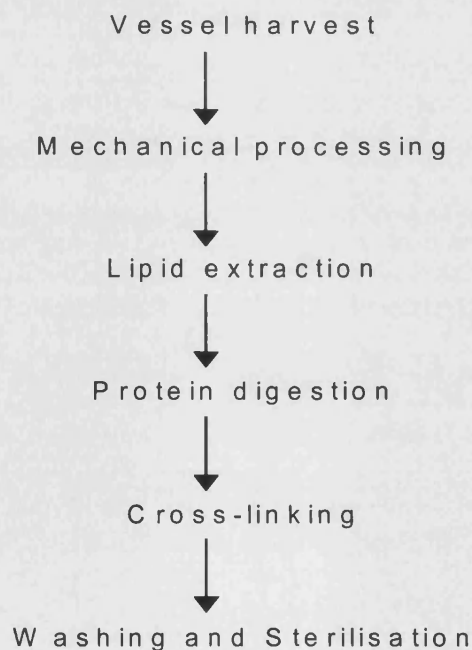 Vessel harvest
Mechanical processing
Lipid extraction
Protein digestion
Cross-linking
Washing and Sterilisation